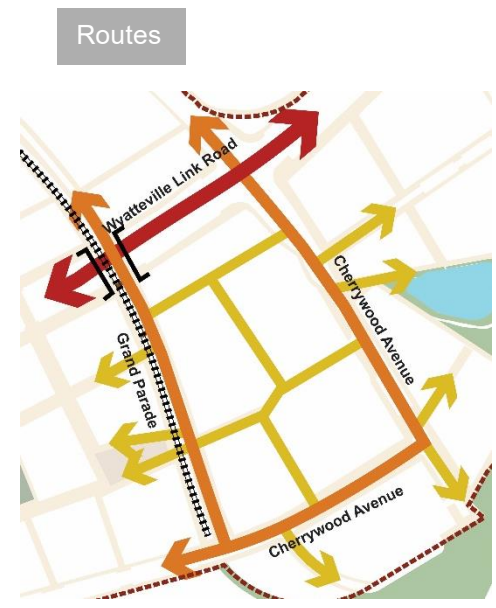 Routes
Wyatteville Link Road
Cherrywood Avenue
Grand Parade
Cherrywood Avenue